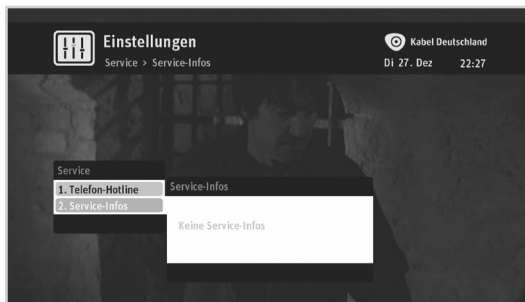 Einstellungen
Service > Service-Infos
Kabel Deutschland
Di 27. Dez 22:27
Service
1. Telefon-Hotline
2. Service-Infos
Service-Infos
Keine Service-Infos